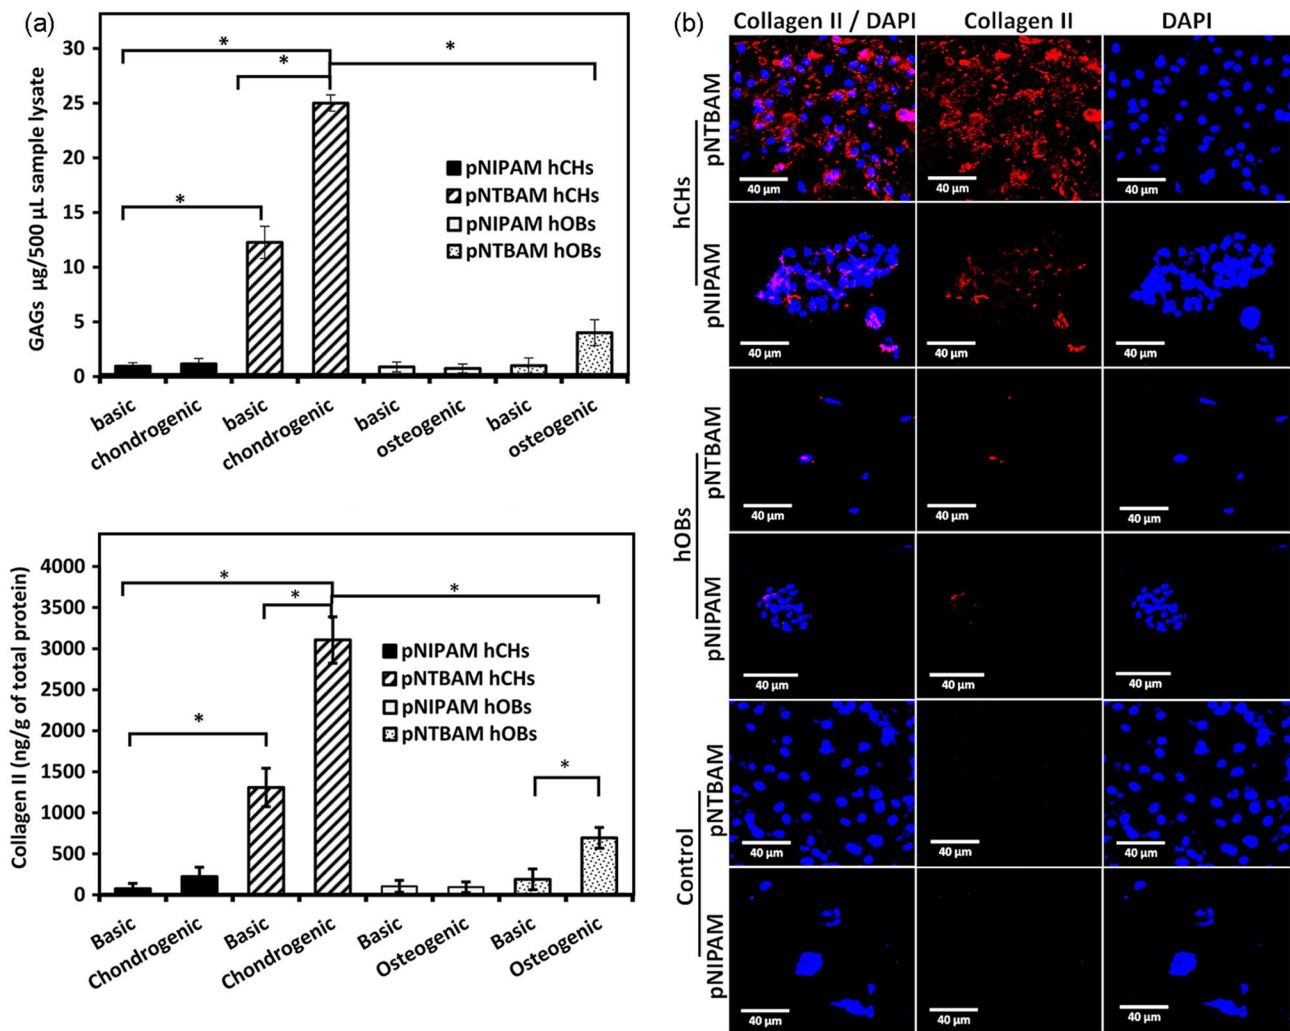 (a)
GAGs µg/500 µL sample lysate
30
25
20
15
10
5
0
*
*
*
*
pNIPAM hCHs
pNTBAM hCHs
pNIPAM hOBs
pNTBAM hOBs
basic
chondrogenic
basic
chondrogenic
basic
osteogenic
basic
osteogenic
Collagen II (ng/g of total protein)
4000
3500
3000
2500
2000
1500
1000
500
0
*
*
*
*
*
pNIPAM hCHs
pNTBAM hCHs
pNIPAM hOBs
pNTBAM hOBs
Basic
Chondrogenic
Basic
Chondrogenic
Basic
Osteogenic
Basic
Osteogenic
(b)
Collagen II / DAPI Collagen II DAPI
hCHs
pNTBAM
40 µm 40 µm 40 µm
pNIPAM
40 µm 40 µm 40 µm
hOBs
pNTBAM
40 µm 40 µm 40 µm
pNIPAM
40 µm 40 µm 40 µm
Control
pNTBAM
40 µm 40 µm 40 µm
pNIPAM
40 µm 40 µm 40 µm